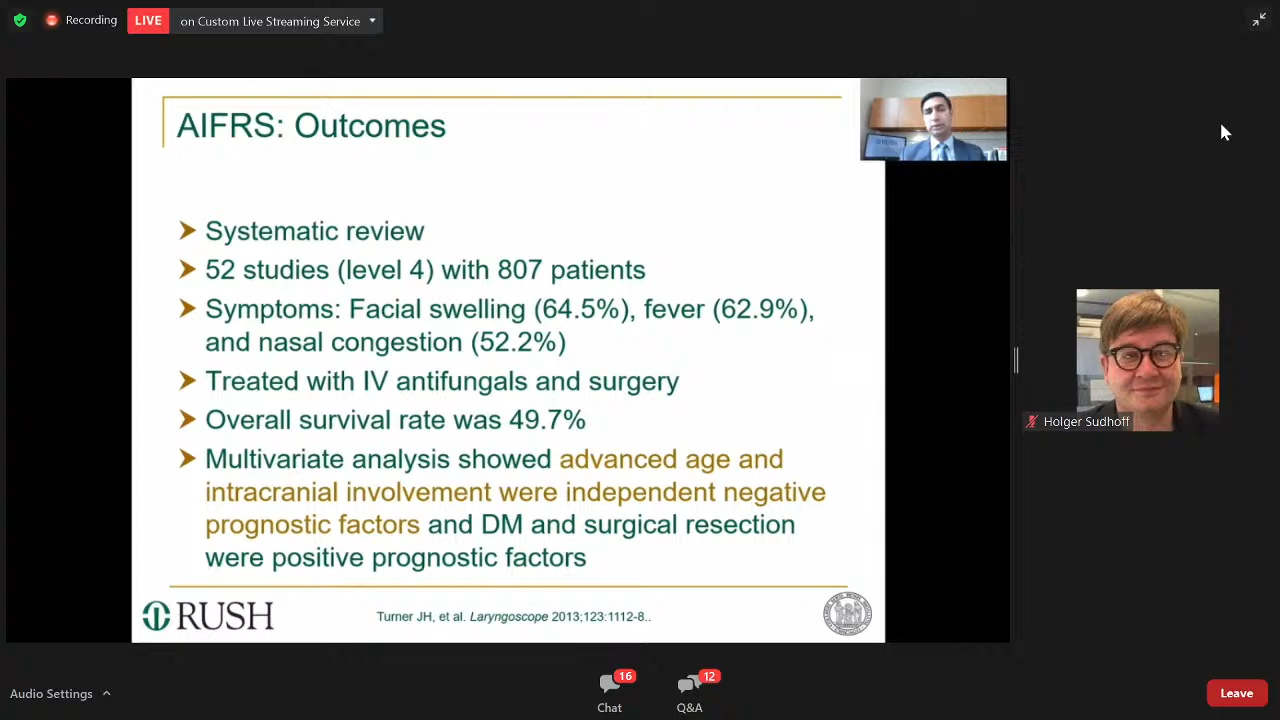 Recording
LIVE
on Custom Live Streaming Service
AIFRS: Outcomes
Systematic review
52 studies (level 4) with 807 patients
Symptoms: Facial swelling (64.5%), fever (62.9%),
and nasal congestion (52.2%)
Treated with IV antifungals and surgery
Overall survival rate was 49.7%
Multivariate analysis showed advanced age and
intracranial involvement were independent negative
prognostic factors and DM and surgical resection
were positive prognostic factors
RUSH
Turner JH, et al. Laryngoscope 2013;123:1112-8..
Holger Sudhoff
Audio Settings
16
Chat
12
Q&A
Leave